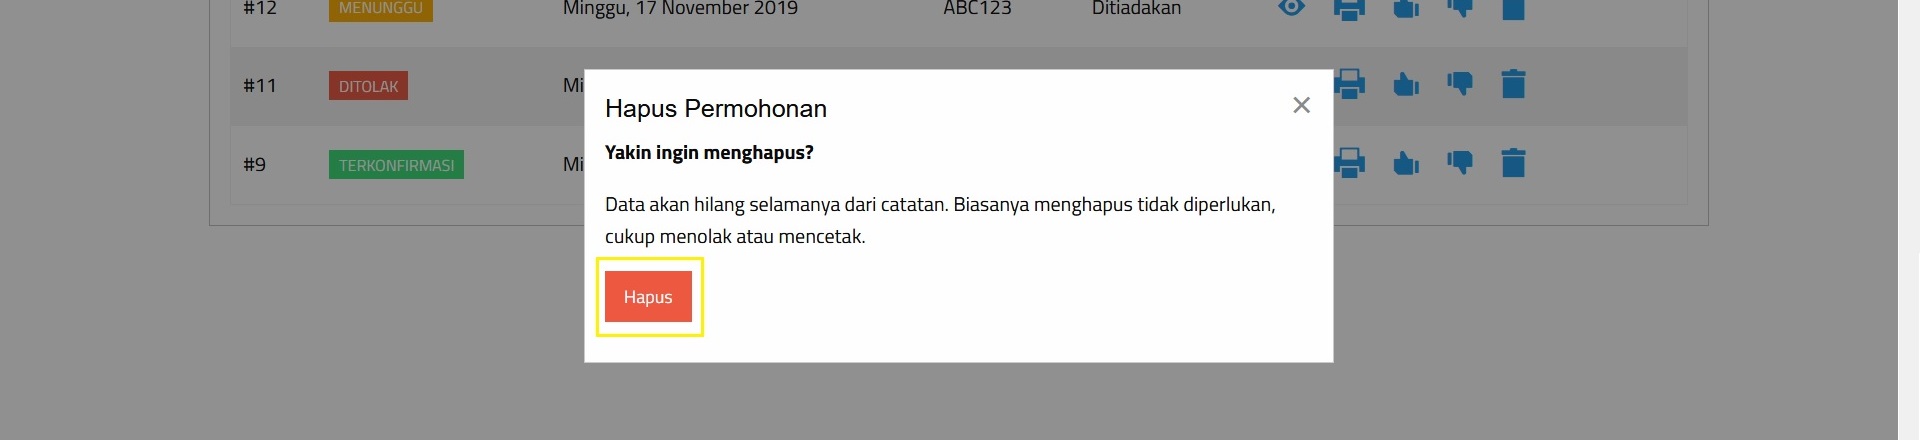 #12 MENUNGGU Minggu, 17 November 2019 ABC123 Ditiadakan
#11 DITOLAK Mi
#9 TERKONFIRMASI Mi
Hapus Permohonan
Yakin ingin menghapus?
Data akan hilang selamanya dari catatan. Biasanya menghapus tidak diperlukan,
cukup menolak atau mencetak.
Hapus